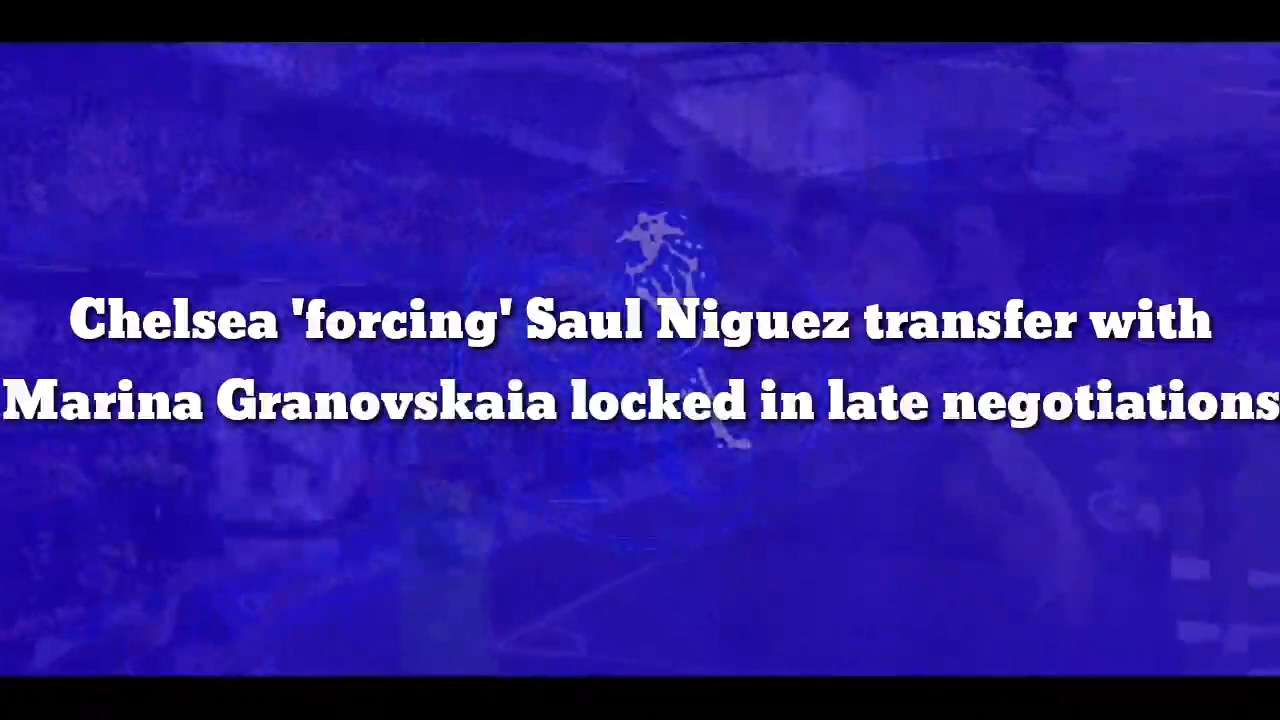 Chelsea 'forcing' Saul Niguez transfer with
Marina Granovskaia locked in late negotiations